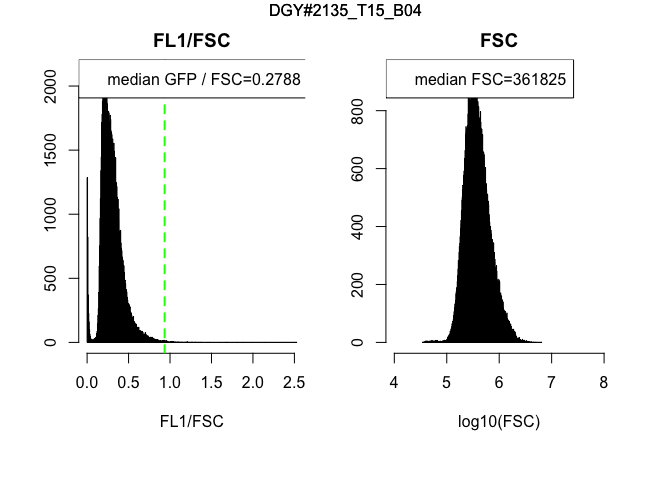 DGY#2135_T15_B04
FL1/FSC
median GFP / FSC=0.2788
2000
1500
1000
500
0
0.0 0.5 1.0 1.5 2.0 2.5
FL1/FSC
FSC
median FSC=361825
800
600
400
200
0
4 5 6 7 8
log10(FSC)